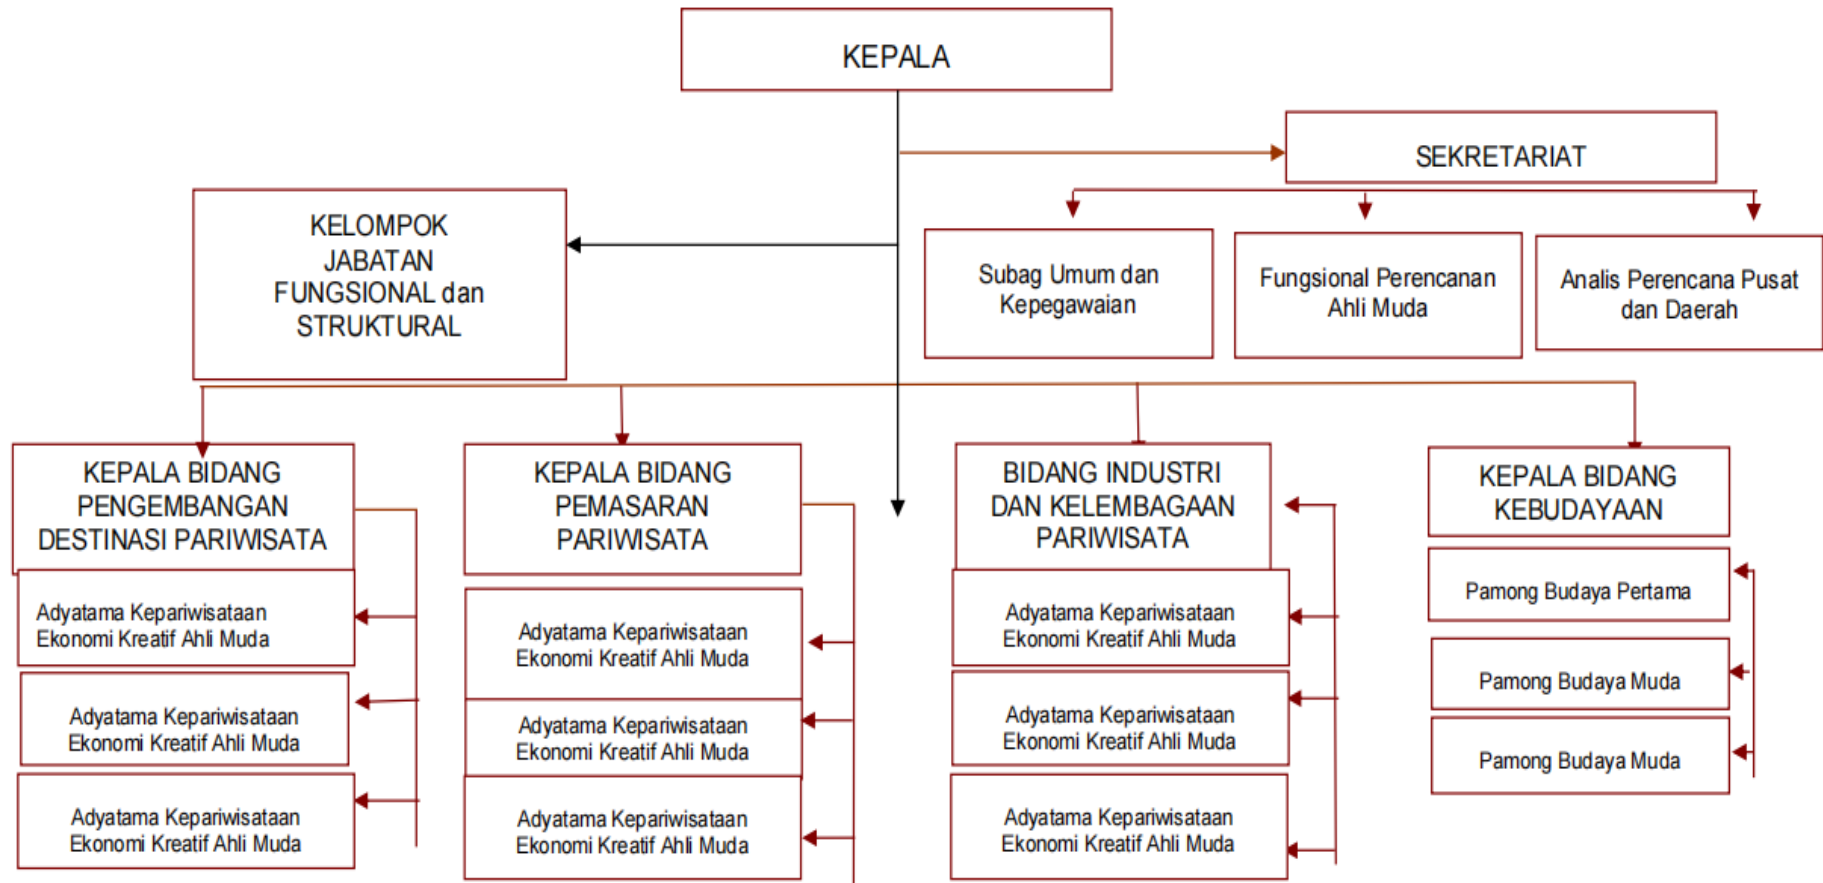 KEPALA
SEKRETARIAT
KELOMPOK
JABATAN
FUNGSIONAL dan
STRUKTURAL
Subag Umum dan
Kepegawaian
Fungsional Perencanan
Ahli Muda
Analis Perencana Pusat
dan Daerah
KEPALA BIDANG
PENGEMBANGAN
DESTINASI PARIWISATA
Adyatama Kepariwisataan
Ekonomi Kreatif Ahli Muda
Adyatama Kepariwisataan
Ekonomi Kreatif Ahli Muda
Adyatama Kepariwisataan
Ekonomi Kreatif Ahli Muda
KEPALA BIDANG
PEMASARAN
PARIWISATA
Adyatama Kepariwisataan
Ekonomi Kreatif Ahli Muda
Adyatama Kepariwisataan
Ekonomi Kreatif Ahli Muda
Adyatama Kepariwisataan
Ekonomi Kreatif Ahli Muda
BIDANG INDUSTRI
DAN KELEMBAGAAN
PARIWISATA
Adyatama Kepariwisataan
Ekonomi Kreatif Ahli Muda
Adyatama Kepariwisataan
Ekonomi Kreatif Ahli Muda
Adyatama Kepariwisataan
Ekonomi Kreatif Ahli Muda
KEPALA BIDANG
KEBUDAYAAN
Pamong Budaya Pertama
Pamong Budaya Muda
Pamong Budaya Muda